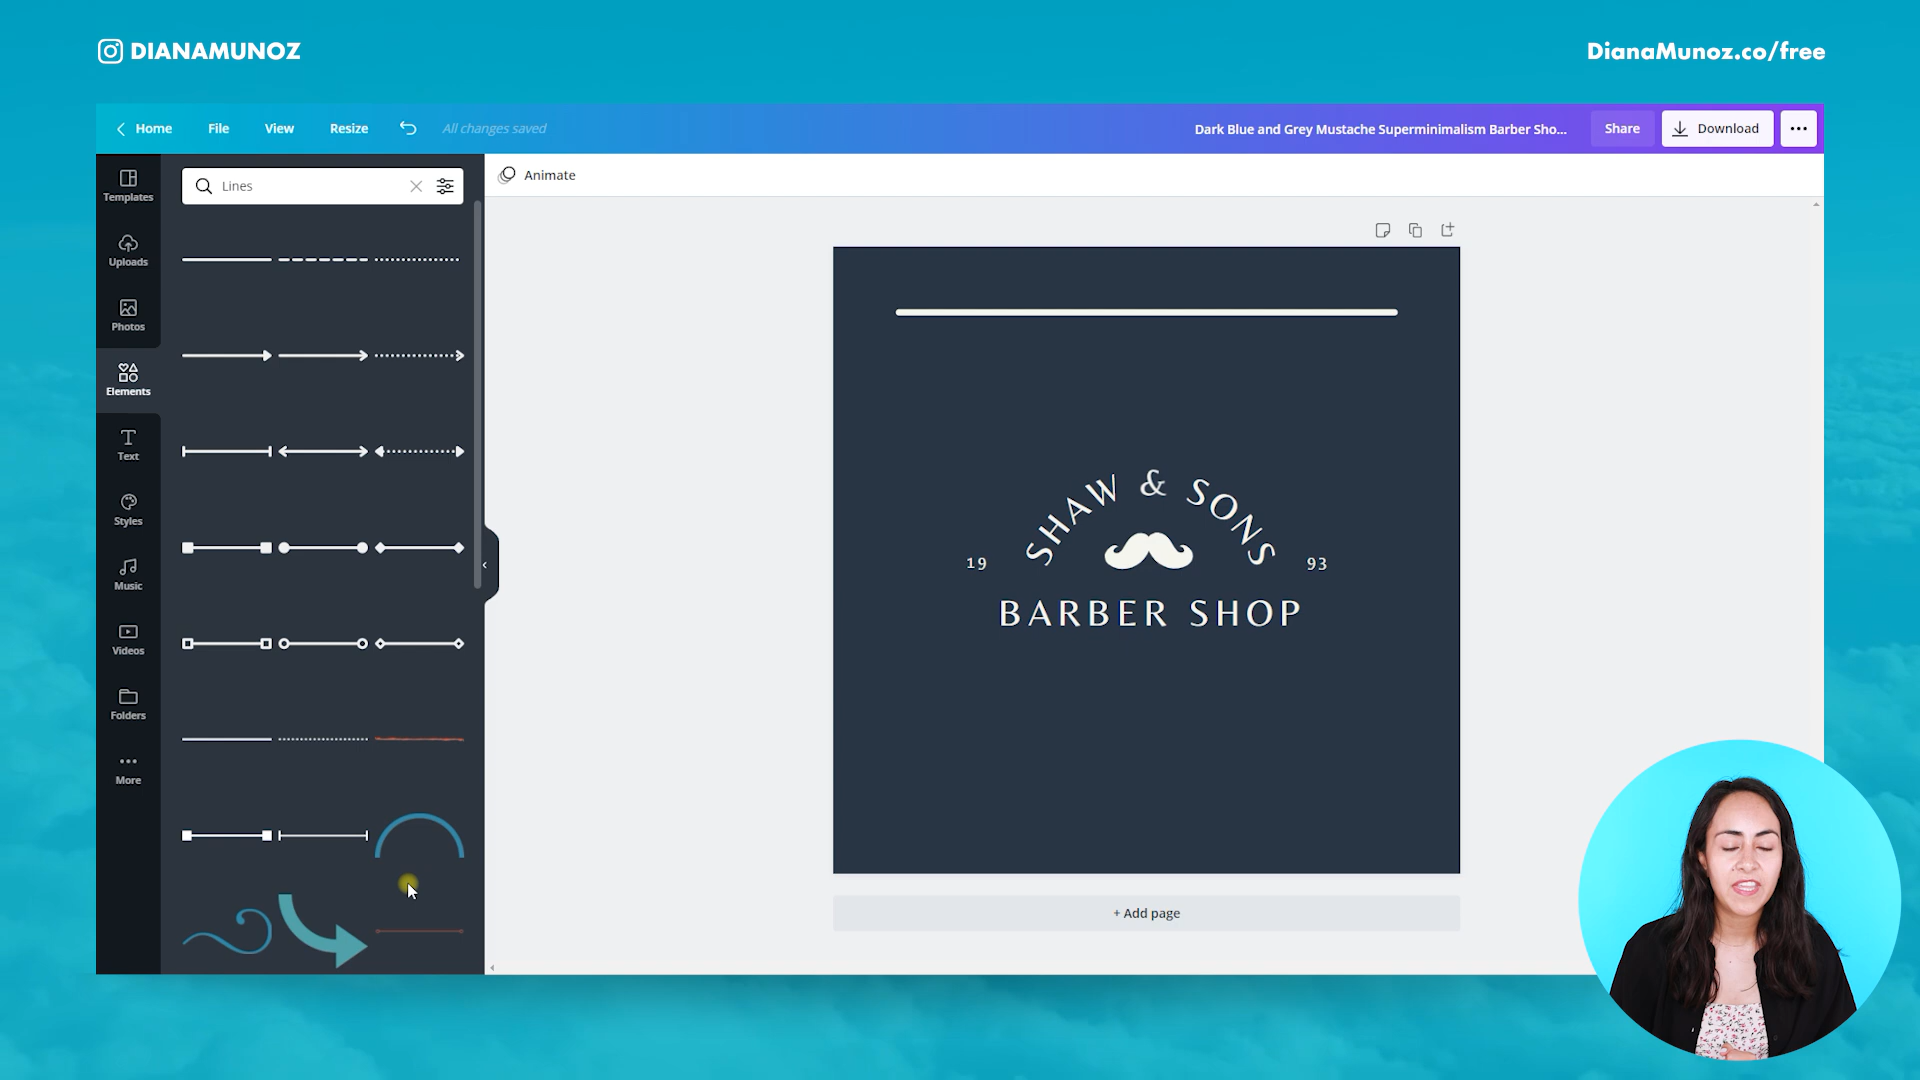 DIANAMUNOZ
DianaMunoz.co/free
Home File View Resize All changes saved
Dark Blue and Grey Mustache Superminimalism Barber Sho...
Share Download
Templates
Uploads
Photos
Elements
Text
Styles
Music
Videos
Folders
More
Lines
Animate
SHAW & SONS
19 93
BARBER SHOP
+ Add page